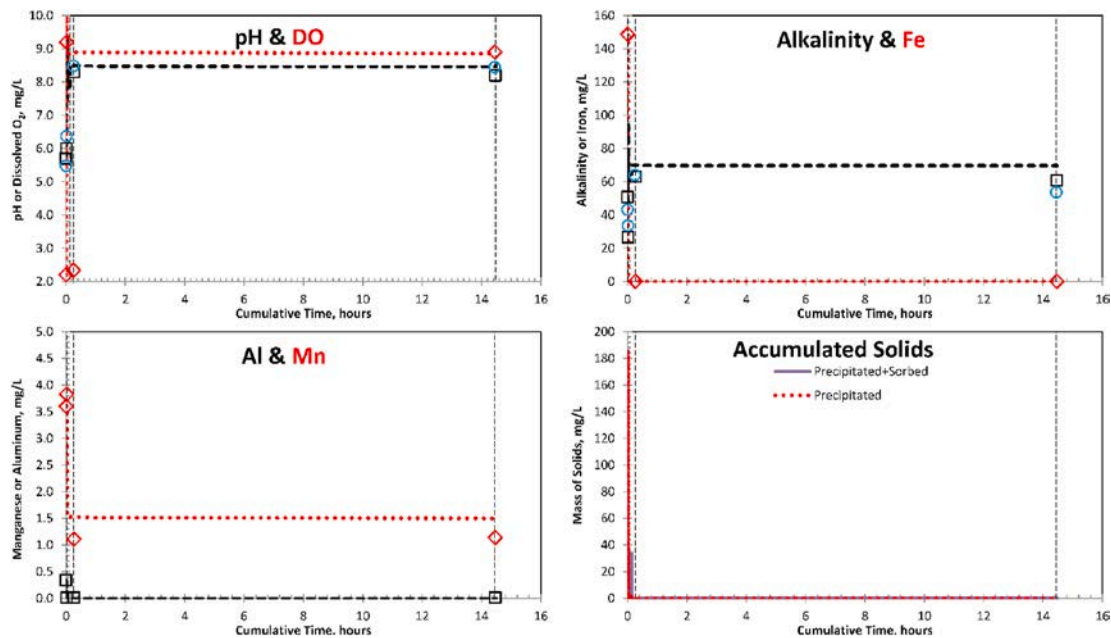 pH & DO
pH or Dissolved O2, mg/L
10.0
9.0
8.0
7.0
6.0
5.0
4.0
3.0
2.0
0 2 4 6 8 10 12 14 16
Cumulative Time, hours
Alkalinity & Fe
Alkalinity or Iron, mg/L
160
140
120
100
80
60
40
20
0
0 2 4 6 8 10 12 14 16
Cumulative Time, hours
Al & Mn
Manganese or Aluminum, mg/L
5.0
4.5
4.0
3.5
3.0
2.5
2.0
1.5
1.0
0.5
0.0
0 2 4 6 8 10 12 14 16
Cumulative Time, hours
Accumulated Solids
Precipitated+Sorbed
Precipitated
Mass of Solids, mg/L
200
180
160
140
120
100
80
60
40
20
0
0 2 4 6 8 10 12 14 16
Cumulative Time, hours